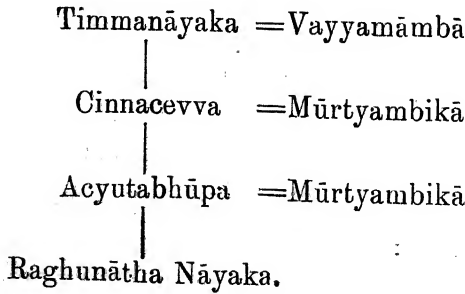 Timmanāyaka =Vayyamāmbā
Cinnacevva =Mūrtyambikā
Acyutabhūpa =Mūrtyambikā
Raghunātha Nāyaka.